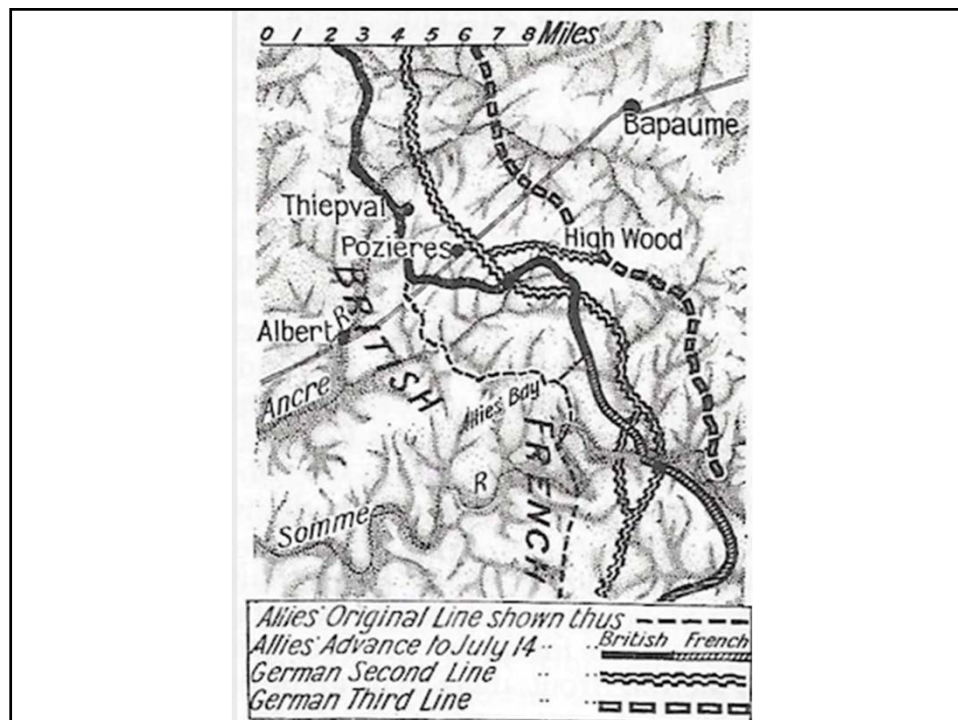 0 1 2 3 4 5 6 7 8 Miles
Bapaume
Thiepval
Pozieres
High Wood
BRITISH
Albert
R
Ancre
Allies' Bay
FRENCH
R
Somme
Allies' Original Line shown thus
Allies' Advance to July 14 " " British French
German Second Line " "
German Third Line " "